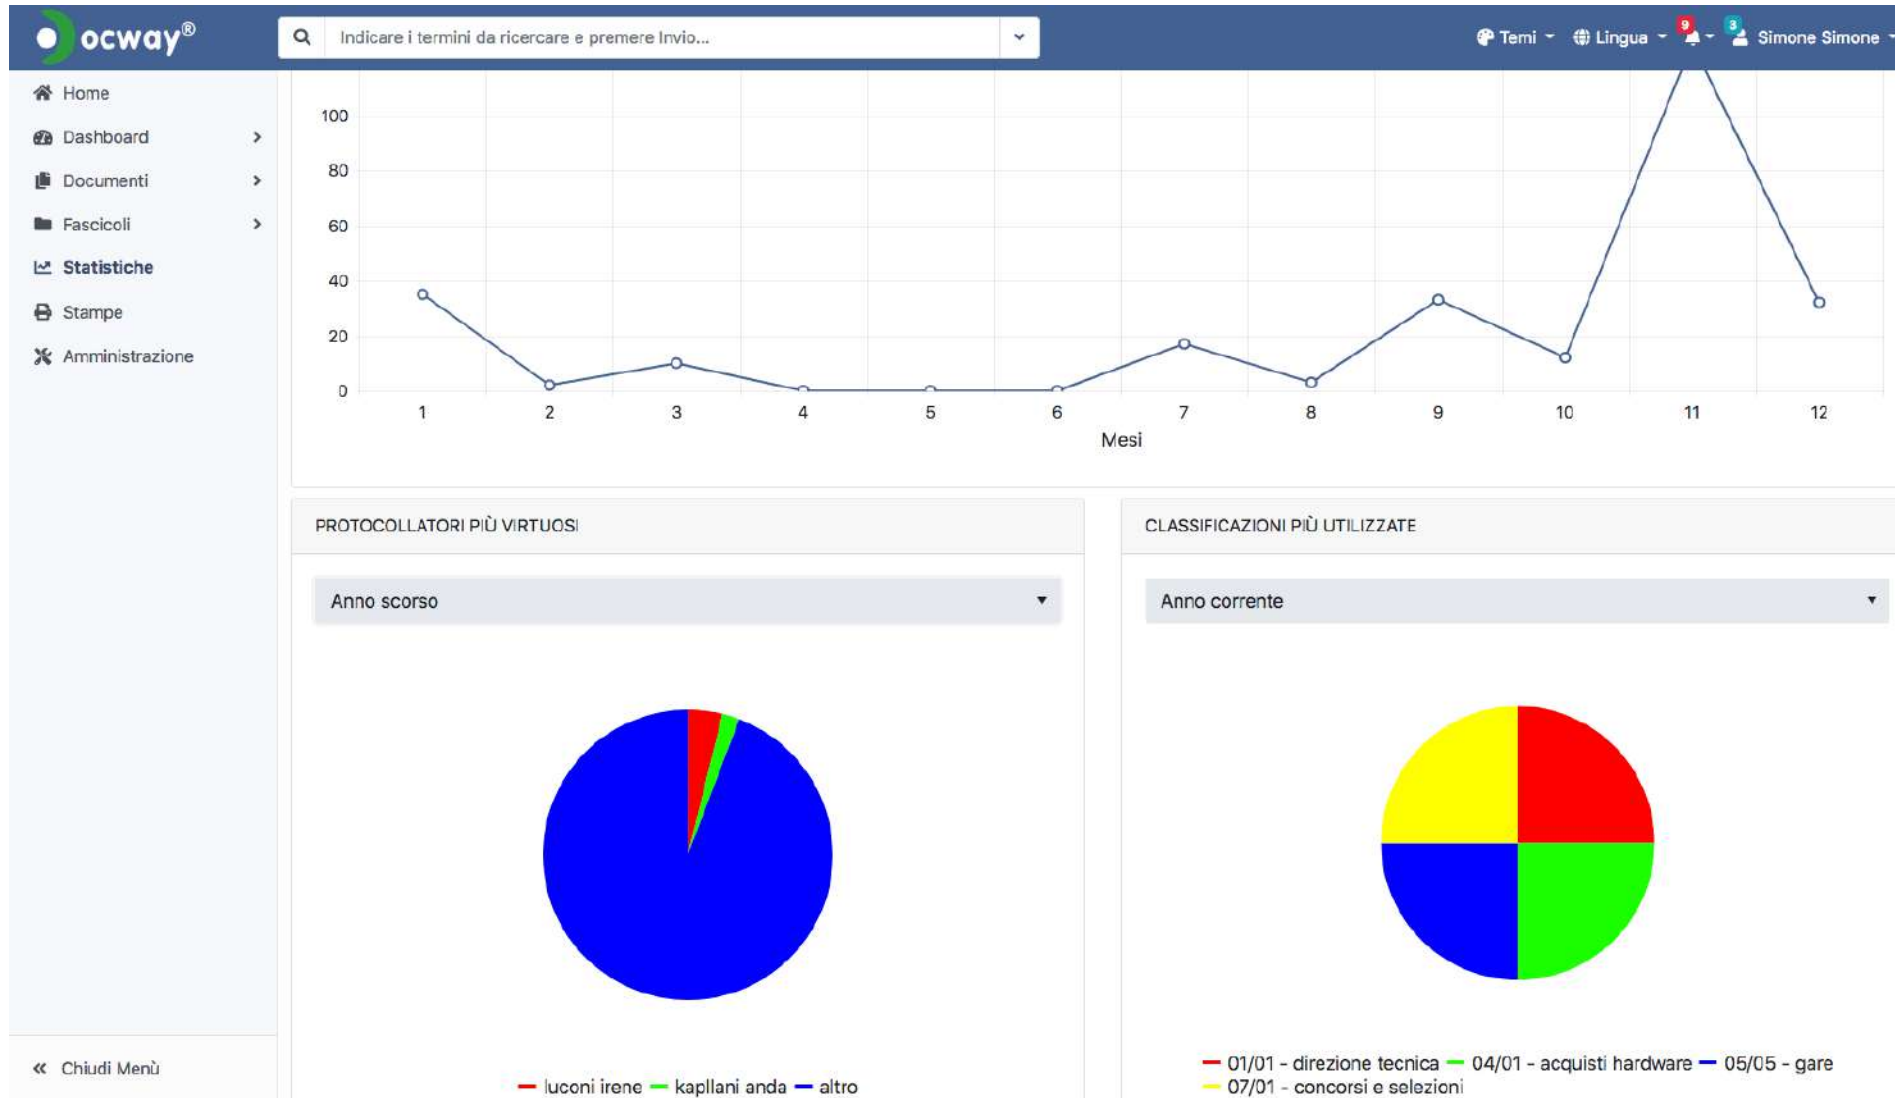 ocway®
Indicare i termini da ricercare e premere Invio...
Temi
Lingua
9
3
Simone Simone
Home
Dashboard
Documenti
Fascicoli
Statistiche
Stampe
Amministrazione
100
80
60
40
20
0
1 2 3 4 5 6 7 8 9 10 11 12
Mesi
PROTOCOLLATORI PIÙ VIRTUOSI
Anno scorso
luconi irene kapllani anda altro
CLASSIFICAZIONI PIÙ UTILIZZATE
Anno corrente
01/01 - direzione tecnica 04/01 - acquisti hardware 05/05 - gare
07/01 - concorsi e selezioni
Chiudi Menù